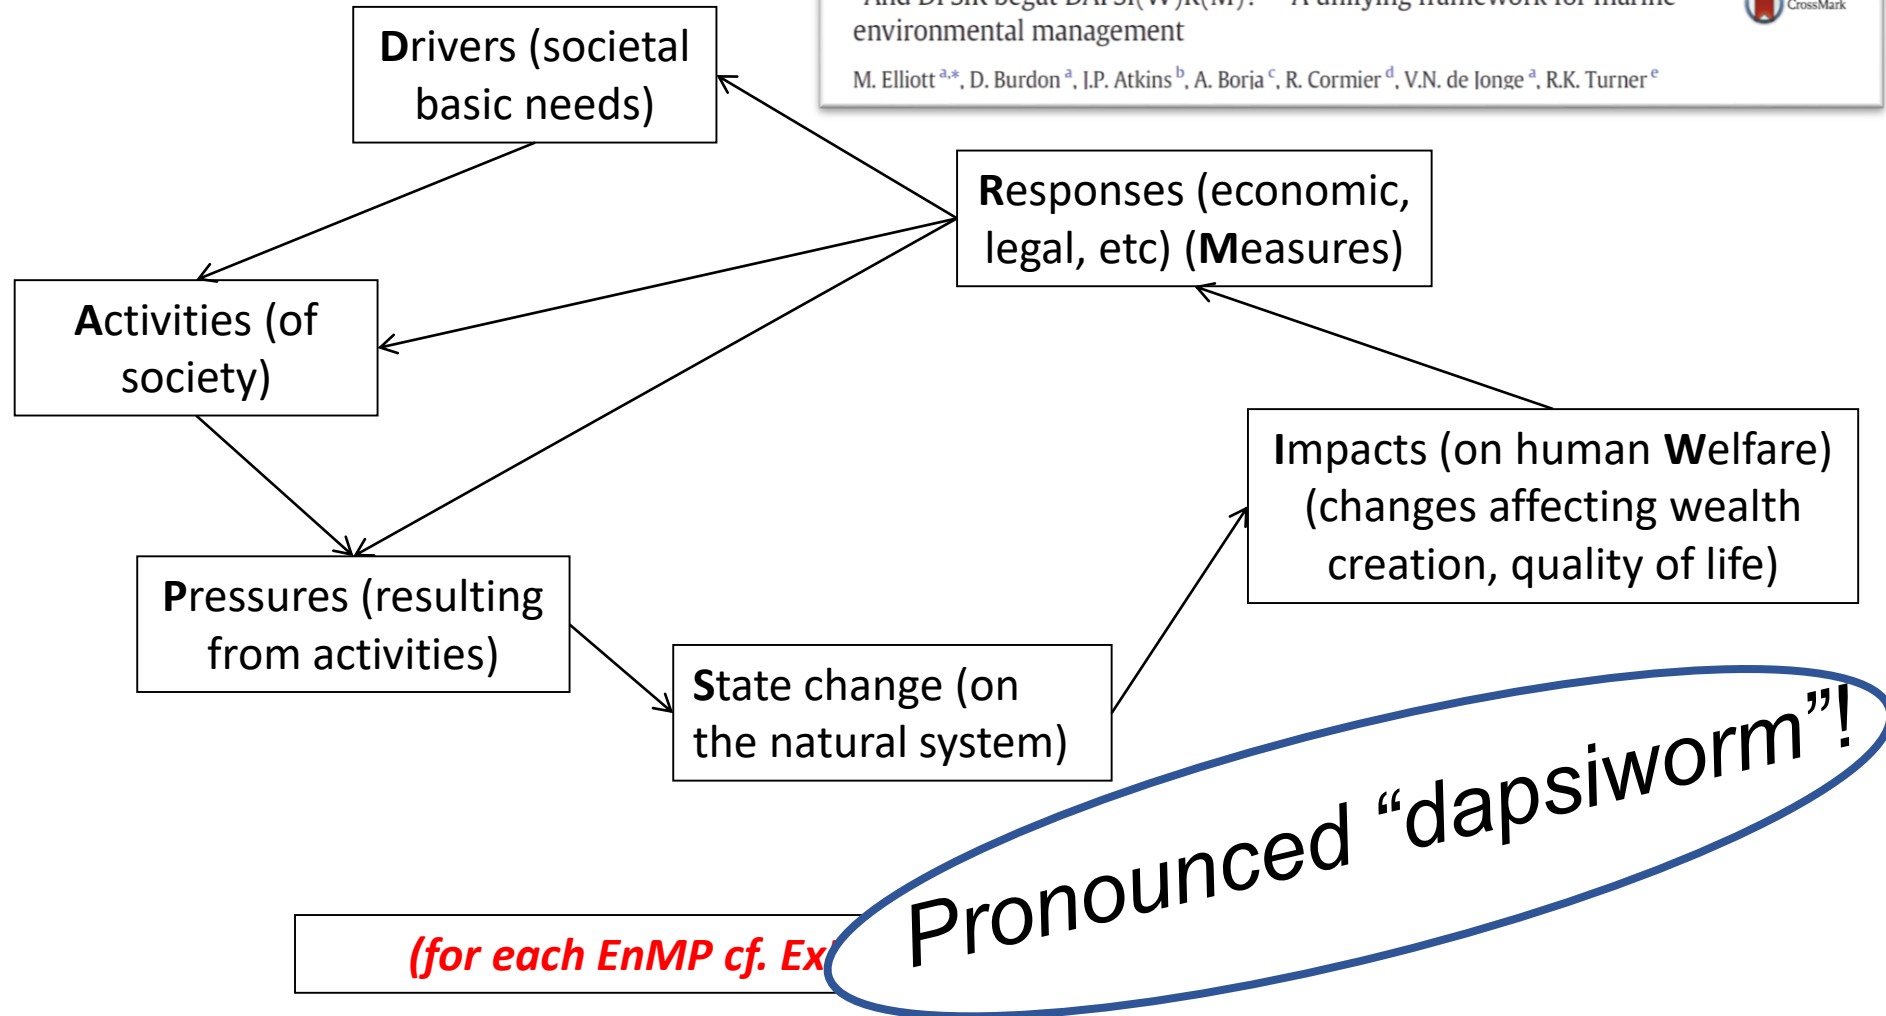 environmental management
M. Elliott a,*, D. Burdon a, J.P. Atkins b, A. Borja c, R. Cormier d, V.N. de Jonge a, R.K. Turner e
CrossMark
Drivers (societal
basic needs)
Responses (economic,
legal, etc) (Measures)
Activities (of
society)
Impacts (on human Welfare)
(changes affecting wealth
creation, quality of life)
Pressures (resulting
from activities)
State change (on
the natural system)
Pronounced “dapsiworm”!
(for each EnMP cf.